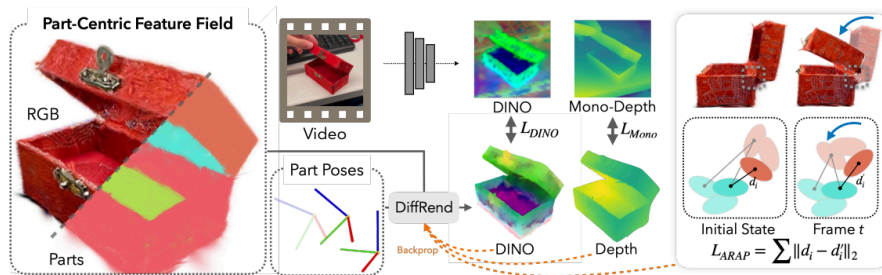 Part-Centric Feature Field
RGB
Parts
Video
Part Poses
DiffRend
Backprop
DINO
Mono-Depth
L_DINO
L_Mono
DINO
Depth
d_i
d_i'
Initial State
Frame t
L_ARAP = ∑ ‖d_i − d_i'‖_2